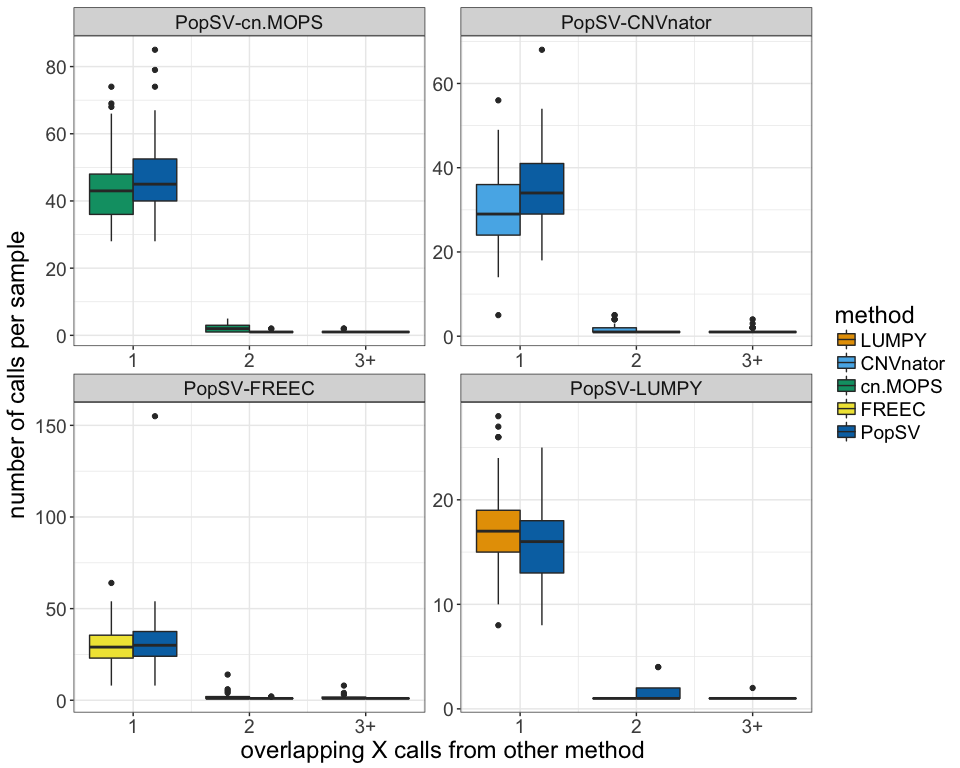 PopSV-cn.MOPS
PopSV-CNVnator
80
60
40
20
0
60
40
20
0
1 2 3+
1 2 3+
PopSV-FREEC
PopSV-LUMPY
150
100
50
0
20
10
0
1 2 3+
1 2 3+
number of calls per sample
overlapping X calls from other method
method
LUMPY
CNVnator
cn.MOPS
FREEC
PopSV